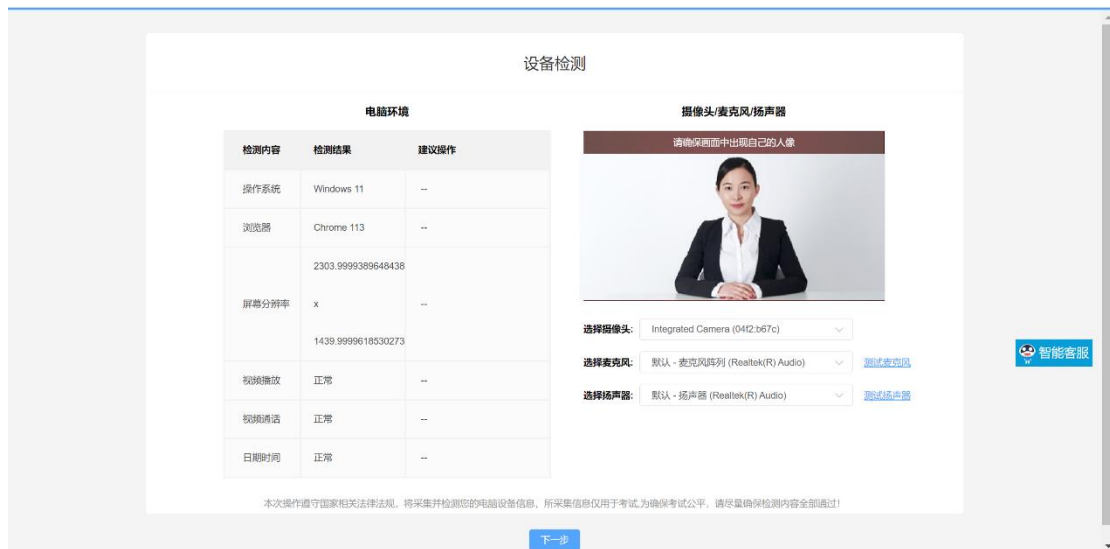 设备检测
电脑环境
检测内容 检测结果 建议操作
操作系统 Windows 11 --
浏览器 Chrome 113 --
屏幕分辨率 2303.9999389648438 --
x
1439.9999618530273
视频播放 正常 --
视频通话 正常 --
日期时间 正常 --
摄像头/麦克风/扬声器
请确保画面中出现自己的人像
选择摄像头: Integrated Camera (04f2:b67c)
选择麦克风: 默认 - 麦克风阵列 (Realtek(R) Audio) 测试麦克风
选择扬声器: 默认 - 扬声器 (Realtek(R) Audio) 测试扬声器
智能客服
本次操作遵守国家相关法律法规，将采集并检测您的电脑设备信息，所采集信息仅用于考试,为确保考试公平，请尽量确保检测内容全部通过!
下一步